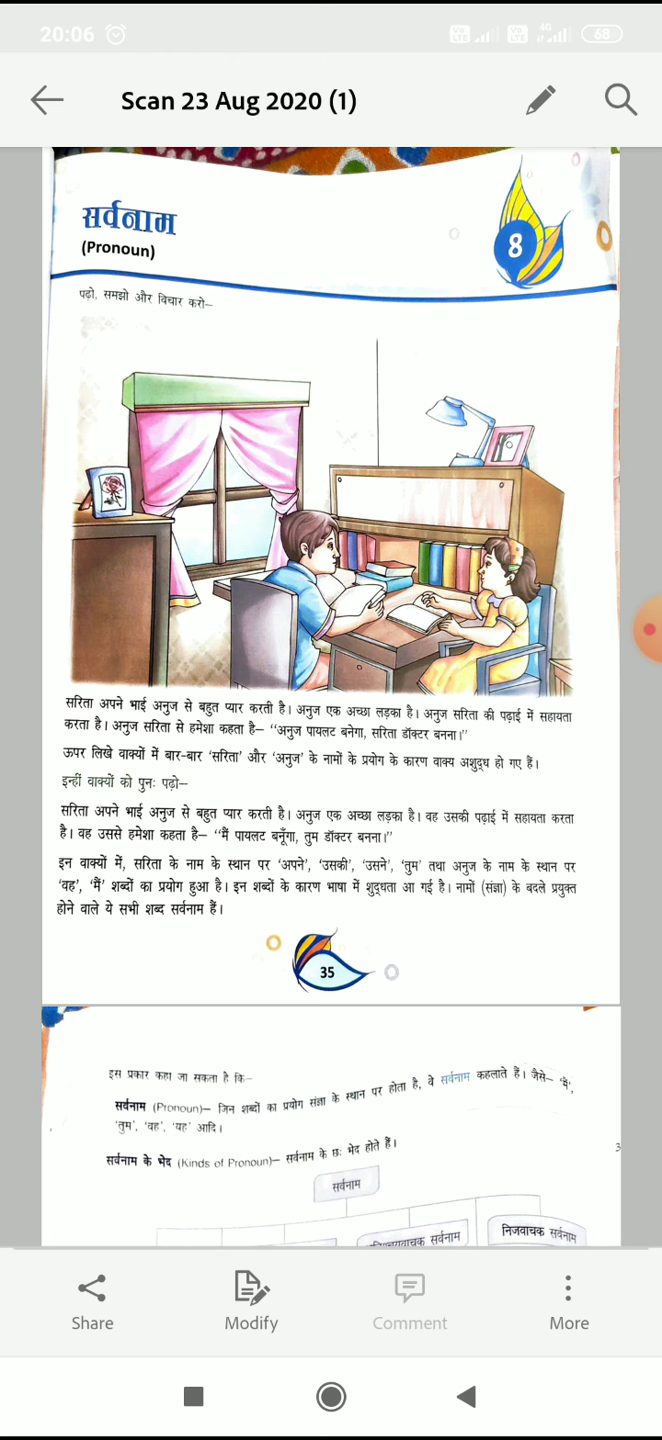 20:06
4G
68
Scan 23 Aug 2020 (1)
सर्वनाम
(Pronoun)
8
पढ़ो, समझो और विचार करो–
सरिता अपने भाई अनुज से बहुत प्यार करती है। अनुज एक अच्छा लड़का है। अनुज सरिता की पढ़ाई में सहायता
करता है। अनुज सरिता से हमेशा कहता है– ‘‘अनुज पायलट बनेगा, सरिता डॉक्टर बनना।’’
ऊपर लिखे वाक्यों में बार-बार ‘सरिता’ और ‘अनुज’ के नामों के प्रयोग के कारण वाक्य अशुद्ध हो गए हैं।
इन्हीं वाक्यों को पुनः पढ़ो–
सरिता अपने भाई अनुज से बहुत प्यार करती है। अनुज एक अच्छा लड़का है। वह उसकी पढ़ाई में सहायता करता
है। वह उससे हमेशा कहता है– ‘‘मैं पायलट बनूँगा, तुम डॉक्टर बनना।’’
इन वाक्यों में, सरिता के नाम के स्थान पर ‘अपने’, ‘उसकी’, ‘उसने’, ‘तुम’ तथा अनुज के नाम के स्थान पर
‘वह’, ‘मैं’ शब्दों का प्रयोग हुआ है। इन शब्दों के कारण भाषा में शुद्धता आ गई है। नामों (संज्ञा) के बदले प्रयुक्त
होने वाले ये सभी शब्द सर्वनाम हैं।
35
इस प्रकार कहा जा सकता है कि–
सर्वनाम (Pronoun)– जिन शब्दों का प्रयोग संज्ञा के स्थान पर होता है, वे सर्वनाम कहलाते हैं। जैसे– ‘मैं’,
‘तुम’, ‘वह’, ‘यह’ आदि।
सर्वनाम के भेद (Kinds of Pronoun)– सर्वनाम के छः भेद होते हैं।
सर्वनाम
सर्वनाम
निजवाचक सर्वनाम
Share
Modify
Comment
More